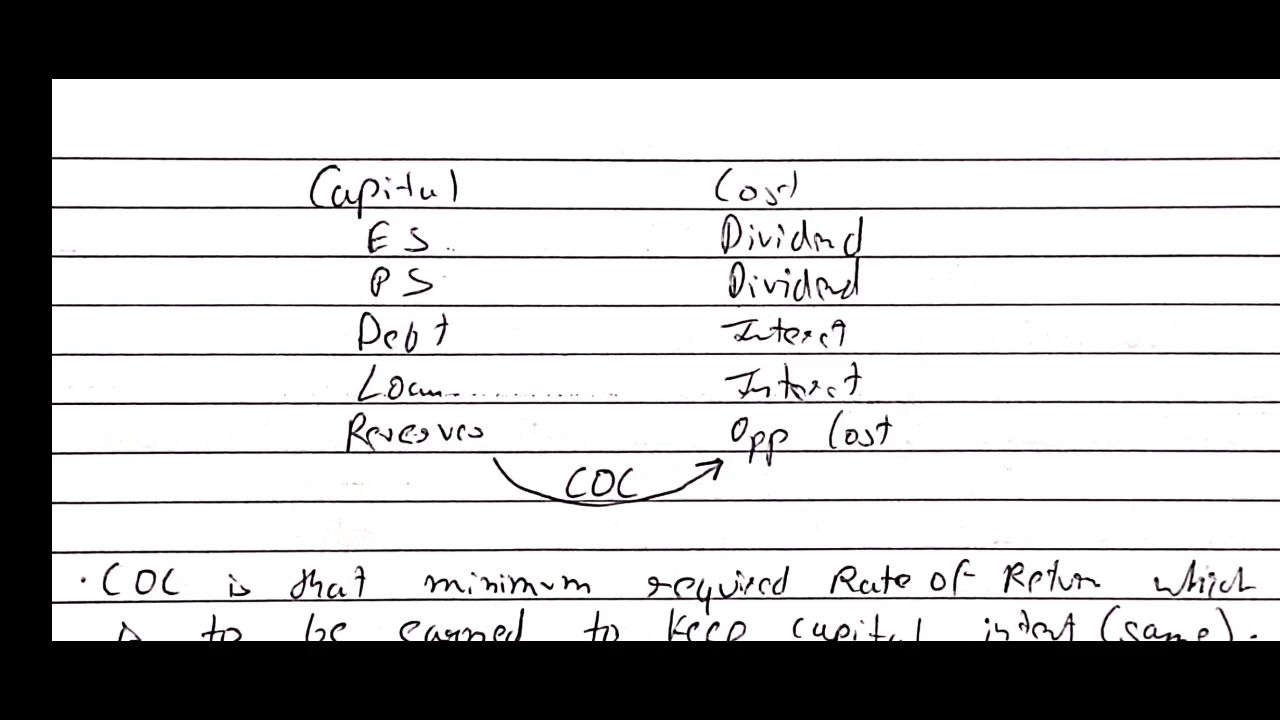 Capital Cost
ES Dividend
PS Dividend
Debt Interest
Loan Interest
Reserves Opp Cost
COC
· COC is that minimum required Rate of Return which
is to be earned to keep capital intact (same).